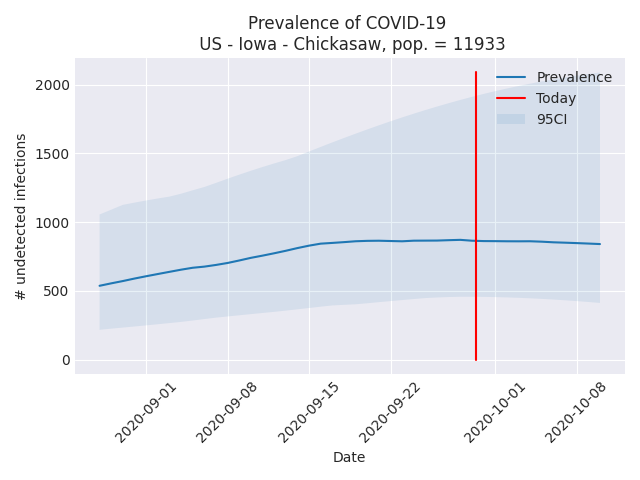 Prevalence of COVID-19
US - Iowa - Chickasaw, pop. = 11933
# undetected infections
2000
1500
1000
500
0
Prevalence
Today
95CI
2020-09-01
2020-09-08
2020-09-15
2020-09-22
2020-10-01
2020-10-08
Date